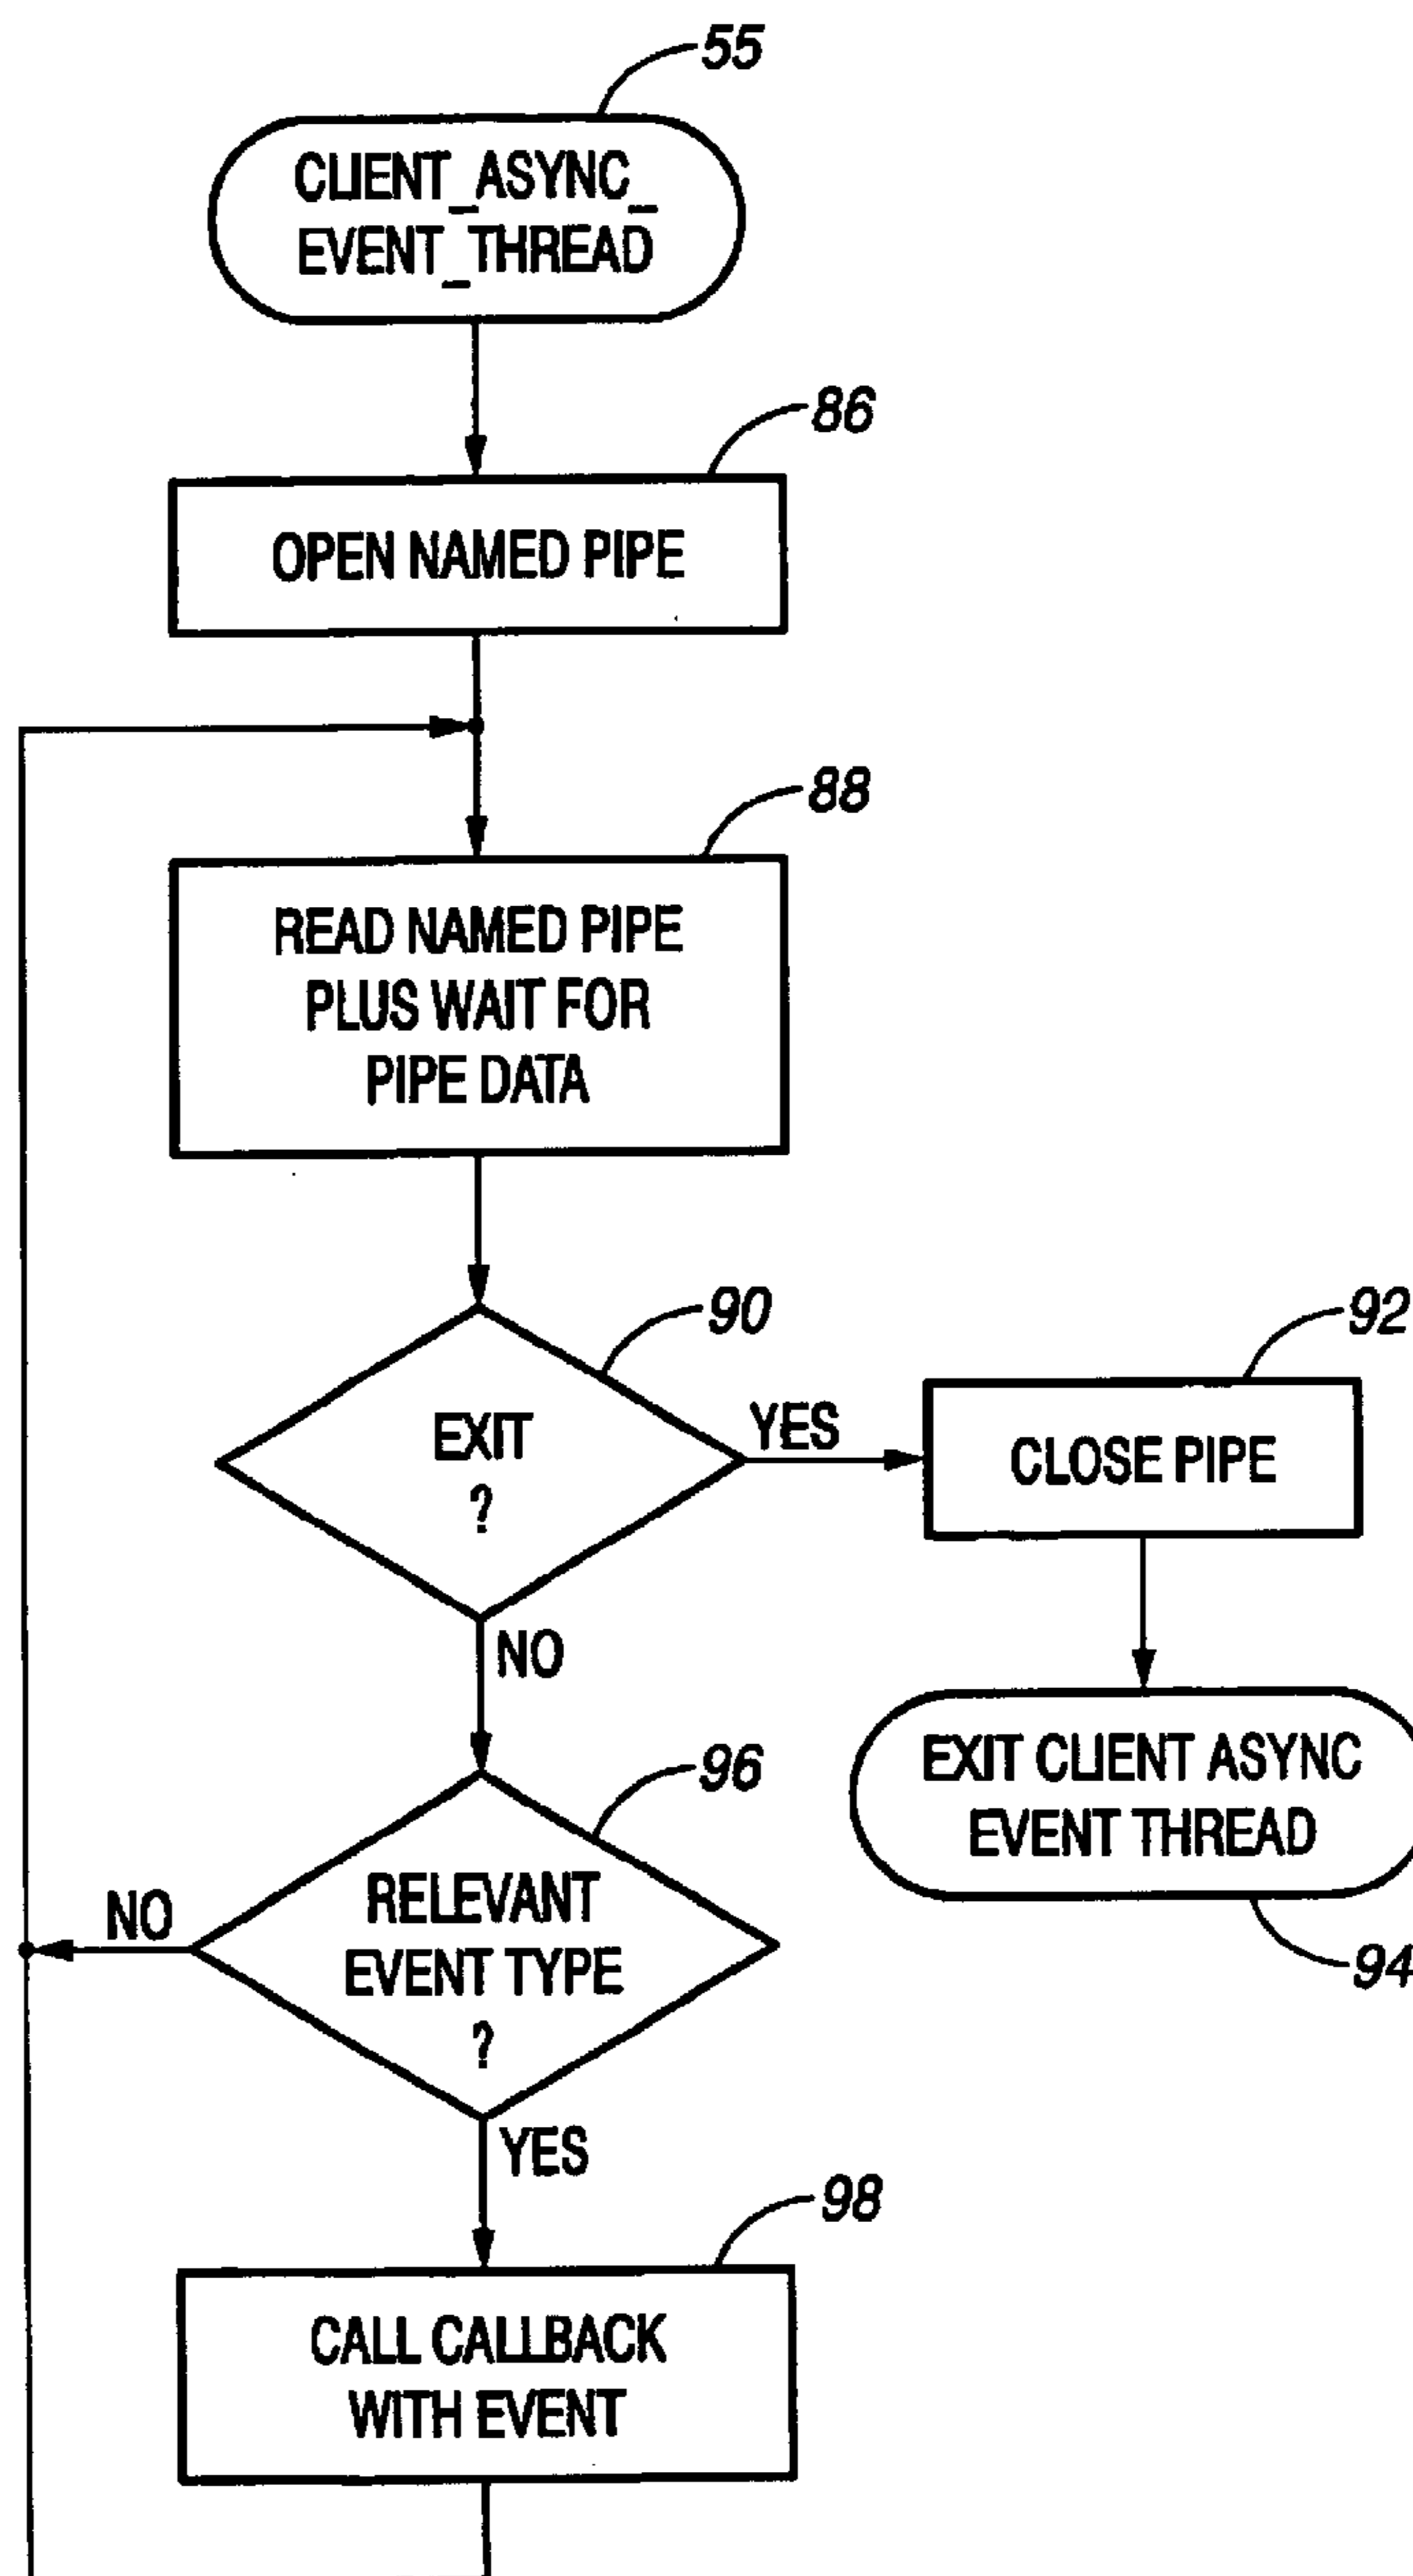 55
CLIENT_ASYNC_
EVENT_THREAD
86
OPEN NAMED PIPE
88
READ NAMED PIPE
PLUS WAIT FOR
PIPE DATA
90
EXIT
?
YES
92
CLOSE PIPE
NO
EXIT CLIENT ASYNC
EVENT THREAD
94
96
RELEVANT
EVENT TYPE
?
NO
YES
98
CALL CALLBACK
WITH EVENT